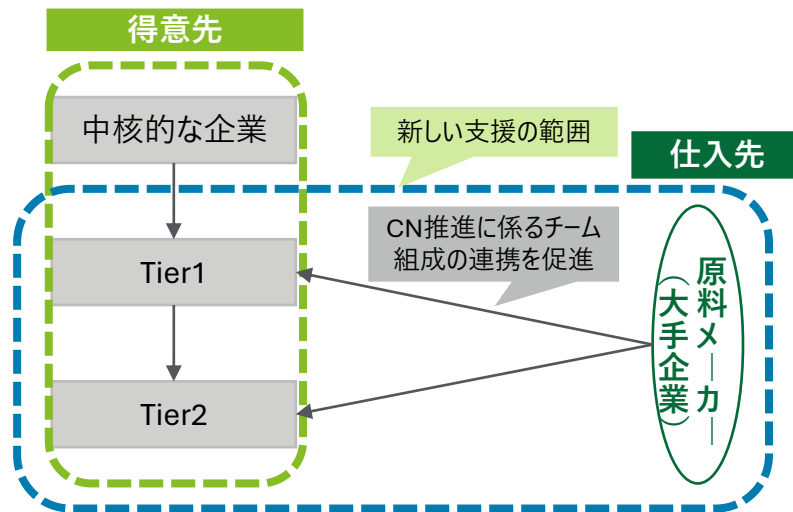 得意先
中核的な企業
新しい支援の範囲
仕入先
CN推進に係るチーム
組成の連携を促進
Tier1
Tier2
原料メーカー
(大手企業)